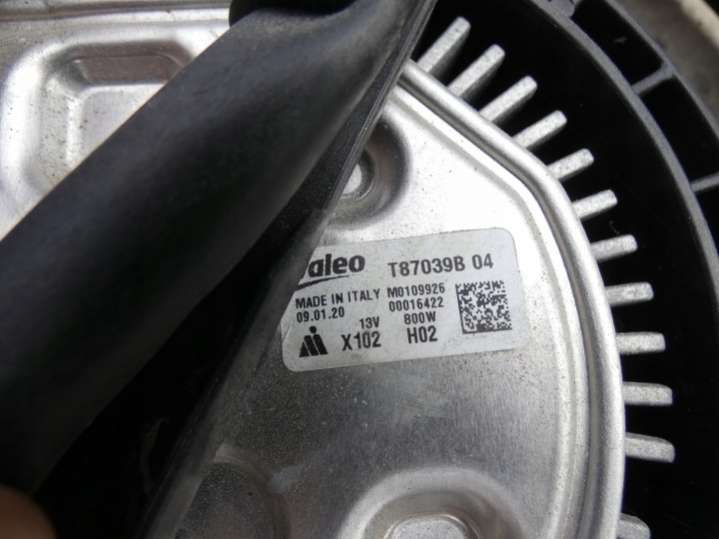 Valeo T87039B 04
MADE IN ITALY M0109926
09.01.20 00016422
13V 800W
X102 H02